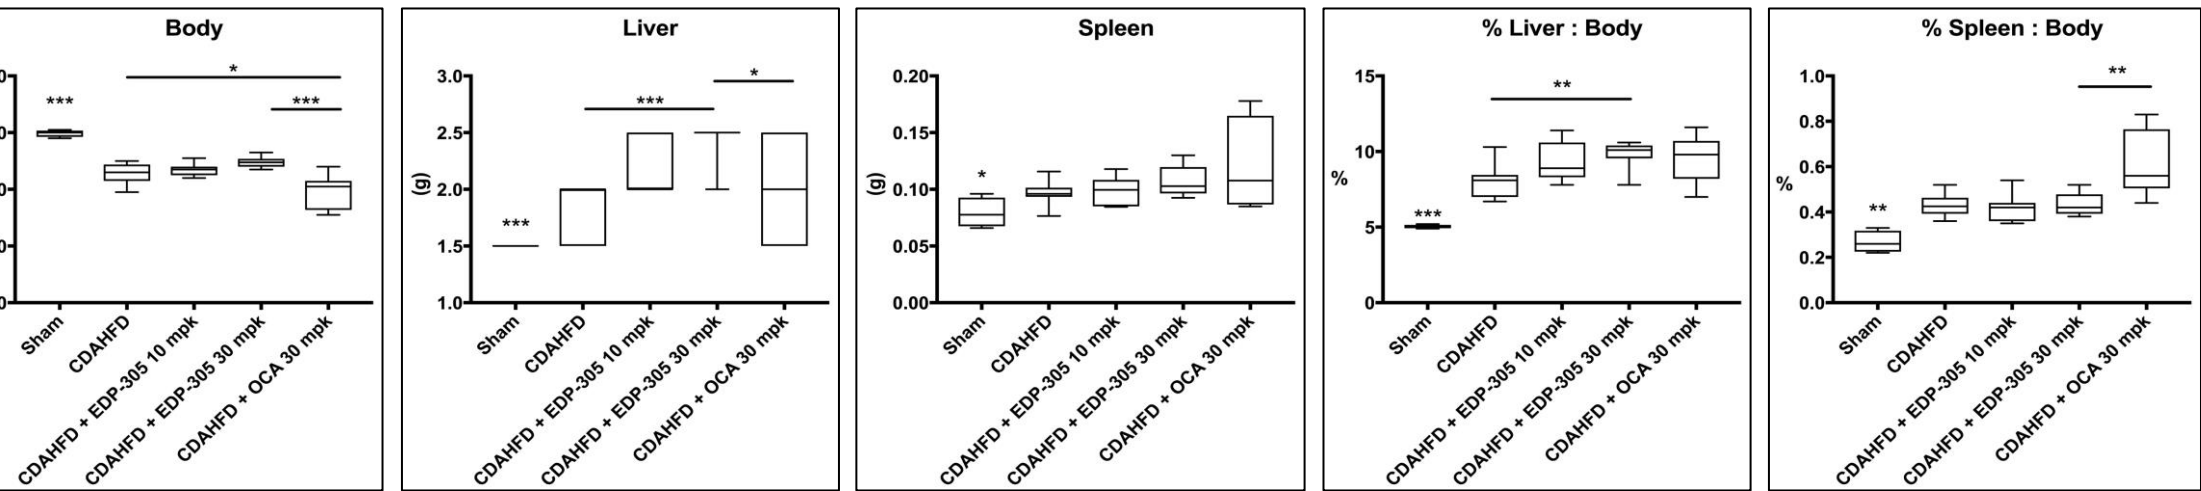 Body
*
***
***
0
0
0
0
0
Sham
CDAHFD
CDAHFD + EDP-305 10 mpk
CDAHFD + EDP-305 30 mpk
CDAHFD + OCA 30 mpk
Liver
3.0
2.5
2.0
1.5
1.0
(g)
*
***
***
Sham
CDAHFD
CDAHFD + EDP-305 10 mpk
CDAHFD + EDP-305 30 mpk
CDAHFD + OCA 30 mpk
Spleen
0.20
0.15
0.10
0.05
0.00
(g)
*
Sham
CDAHFD
CDAHFD + EDP-305 10 mpk
CDAHFD + EDP-305 30 mpk
CDAHFD + OCA 30 mpk
% Liver : Body
15
10
5
0
%
**
***
Sham
CDAHFD
CDAHFD + EDP-305 10 mpk
CDAHFD + EDP-305 30 mpk
CDAHFD + OCA 30 mpk
% Spleen : Body
1.0
0.8
0.6
0.4
0.2
0.0
%
**
**
Sham
CDAHFD
CDAHFD + EDP-305 10 mpk
CDAHFD + EDP-305 30 mpk
CDAHFD + OCA 30 mpk